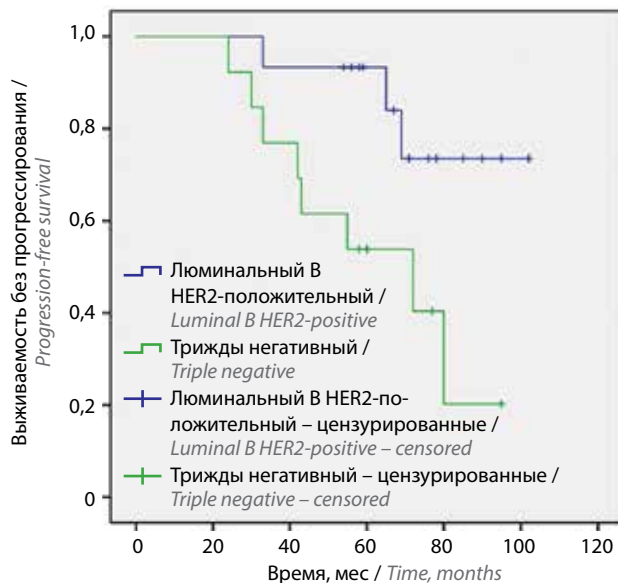 Выживаемость без прогрессирования /
Progression-free survival
1,0
0,8
0,6
0,4
0,2
0
Люминальный B
HER2-положительный /
Luminal B HER2-positive
Трижды негативный /
Triple negative
Люминальный B HER2-по-
ложительный – цензурированные /
Luminal B HER2-positive – censored
Трижды негативный – цензурированные /
Triple negative – censored
0 20 40 60 80 100 120
Время, мес / Time, months